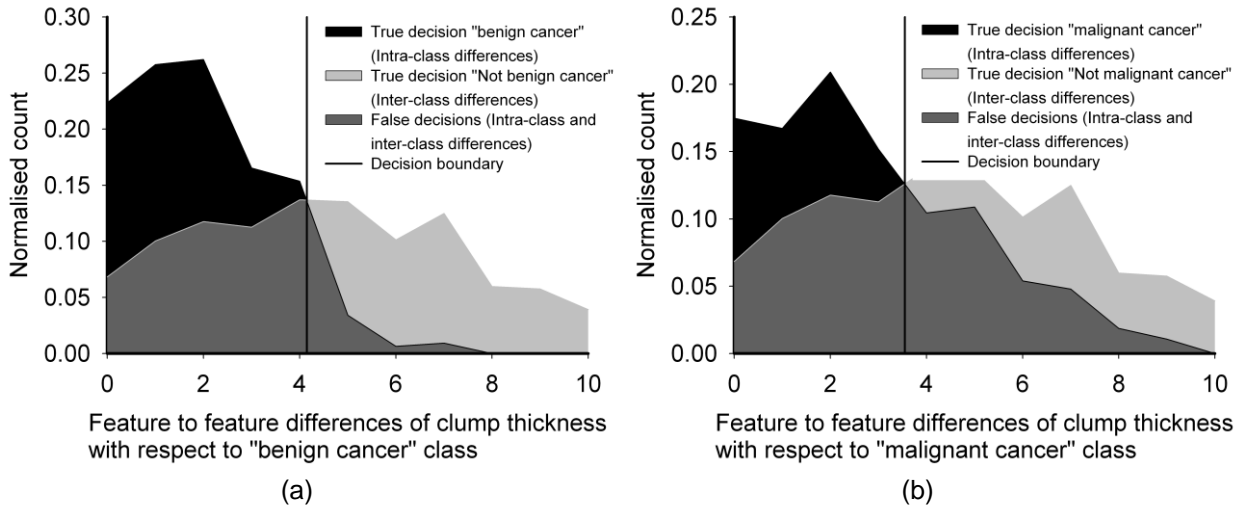 0.30
0.25
0.20
0.15
0.10
0.05
0.00
Normalised count
True decision "benign cancer"
(Intra-class differences)
True decision "Not benign cancer"
(Inter-class differences)
False decisions (Intra-class and
inter-class differences)
Decision boundary
0 2 4 6 8 10
Feature to feature differences of clump thickness
with respect to "benign cancer" class
(a)
0.25
0.20
0.15
0.10
0.05
0.00
Normalised count
True decision "malignant cancer"
(Intra-class differences)
True decision "Not malignant cancer"
(Inter-class differences)
False decisions (Intra-class and
inter-class differences)
Decision boundary
0 2 4 6 8 10
Feature to feature differences of clump thickness
with respect to "malignant cancer" class
(b)